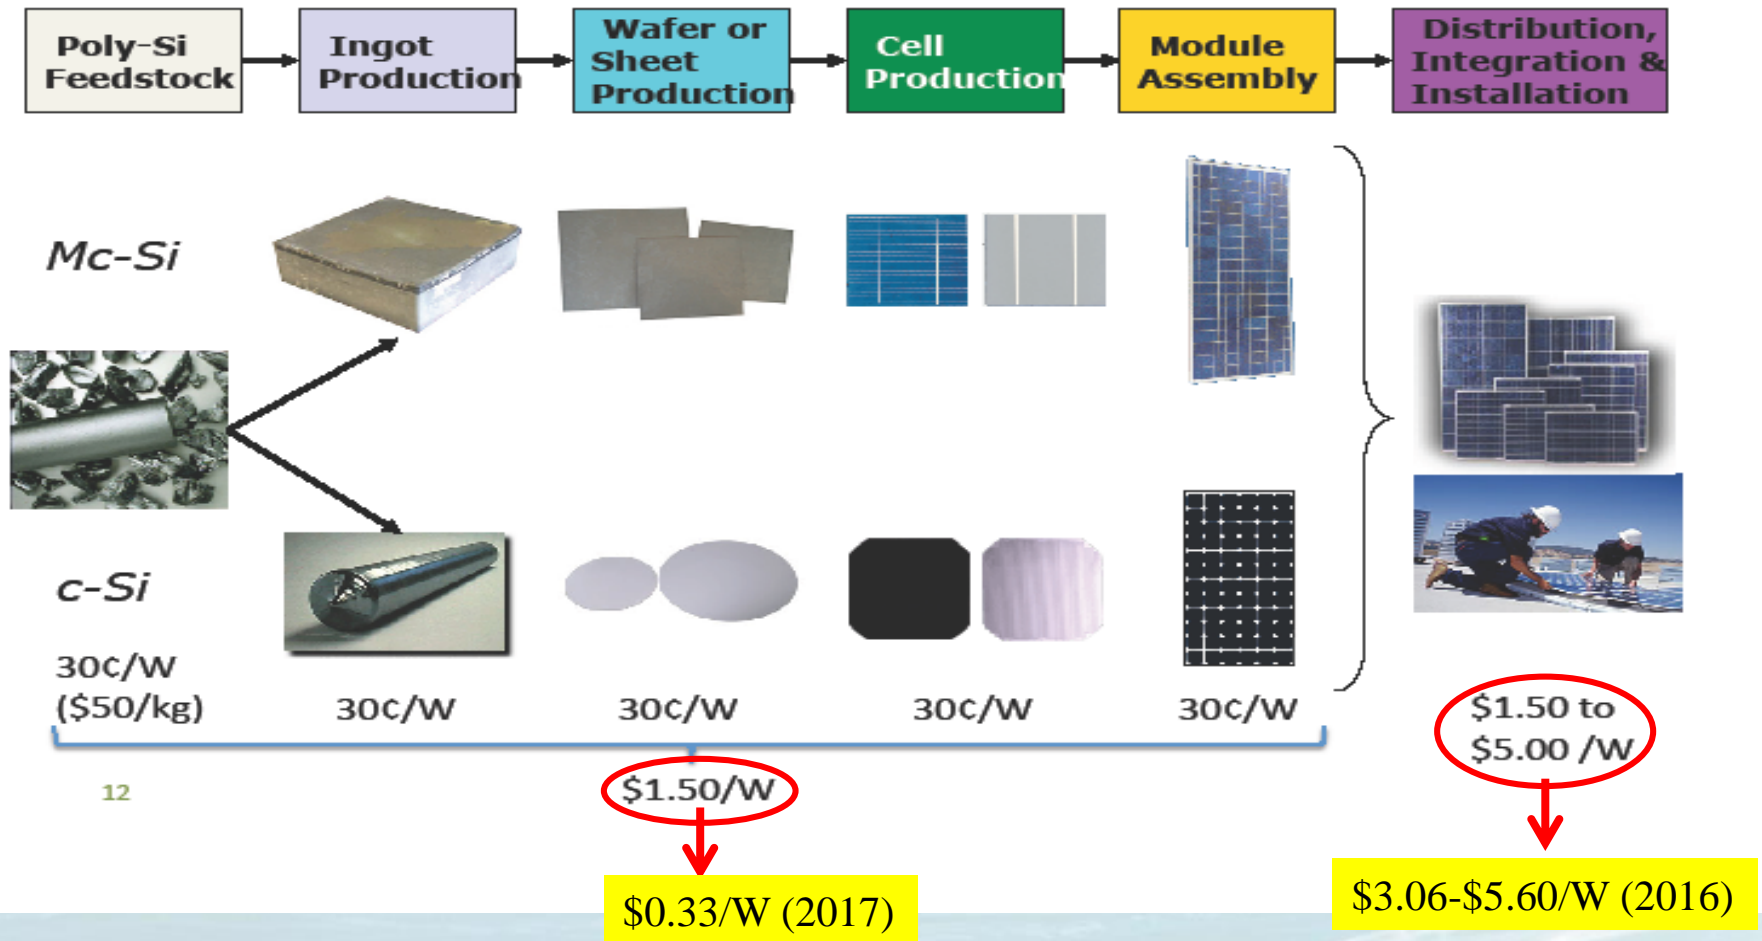 Poly-Si
Feedstock
Ingot
Production
Wafer or
Sheet
Production
Cell
Production
Module
Assembly
Distribution,
Integration &
Installation
Mc-Si
c-Si
30¢/W
($50/kg)
30¢/W
30¢/W
30¢/W
30¢/W
$1.50 to
$5.00 /W
12
$1.50/W
$0.33/W (2017)
$3.06-$5.60/W (2016)